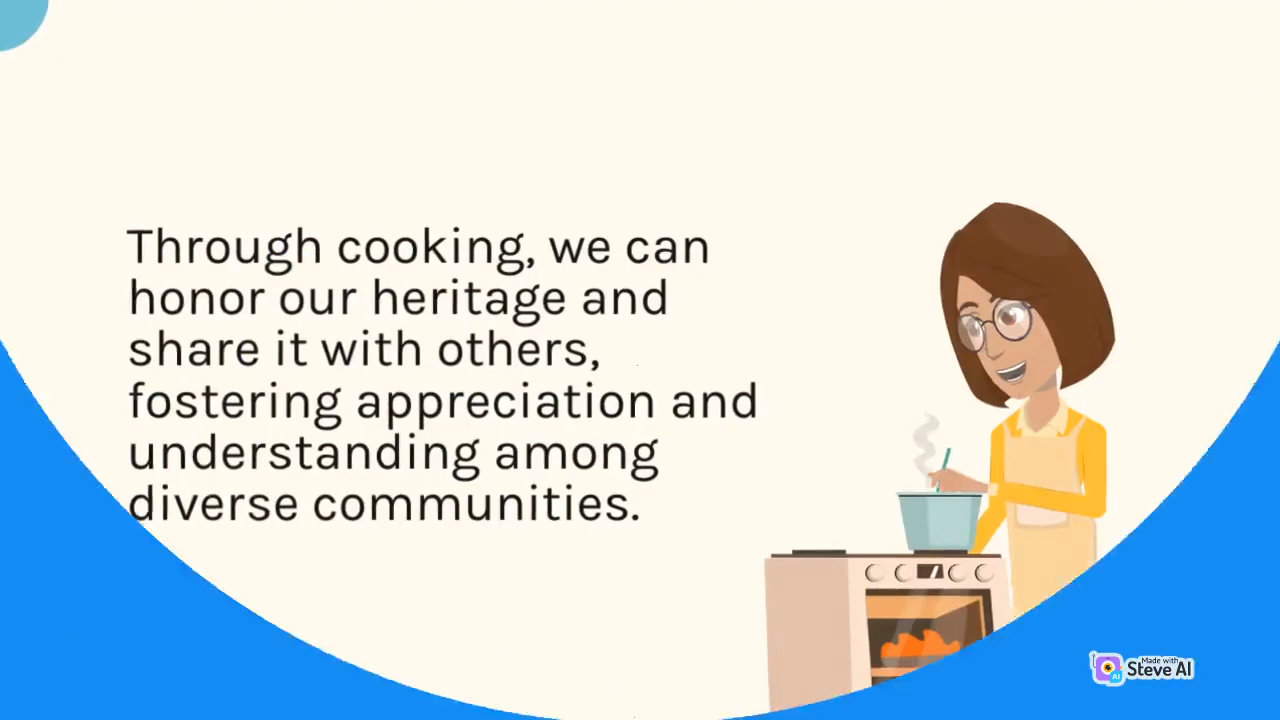 Through cooking, we can
honor our heritage and
share it with others,
fostering appreciation and
understanding among
diverse communities.
Made with
Steve AI
AI